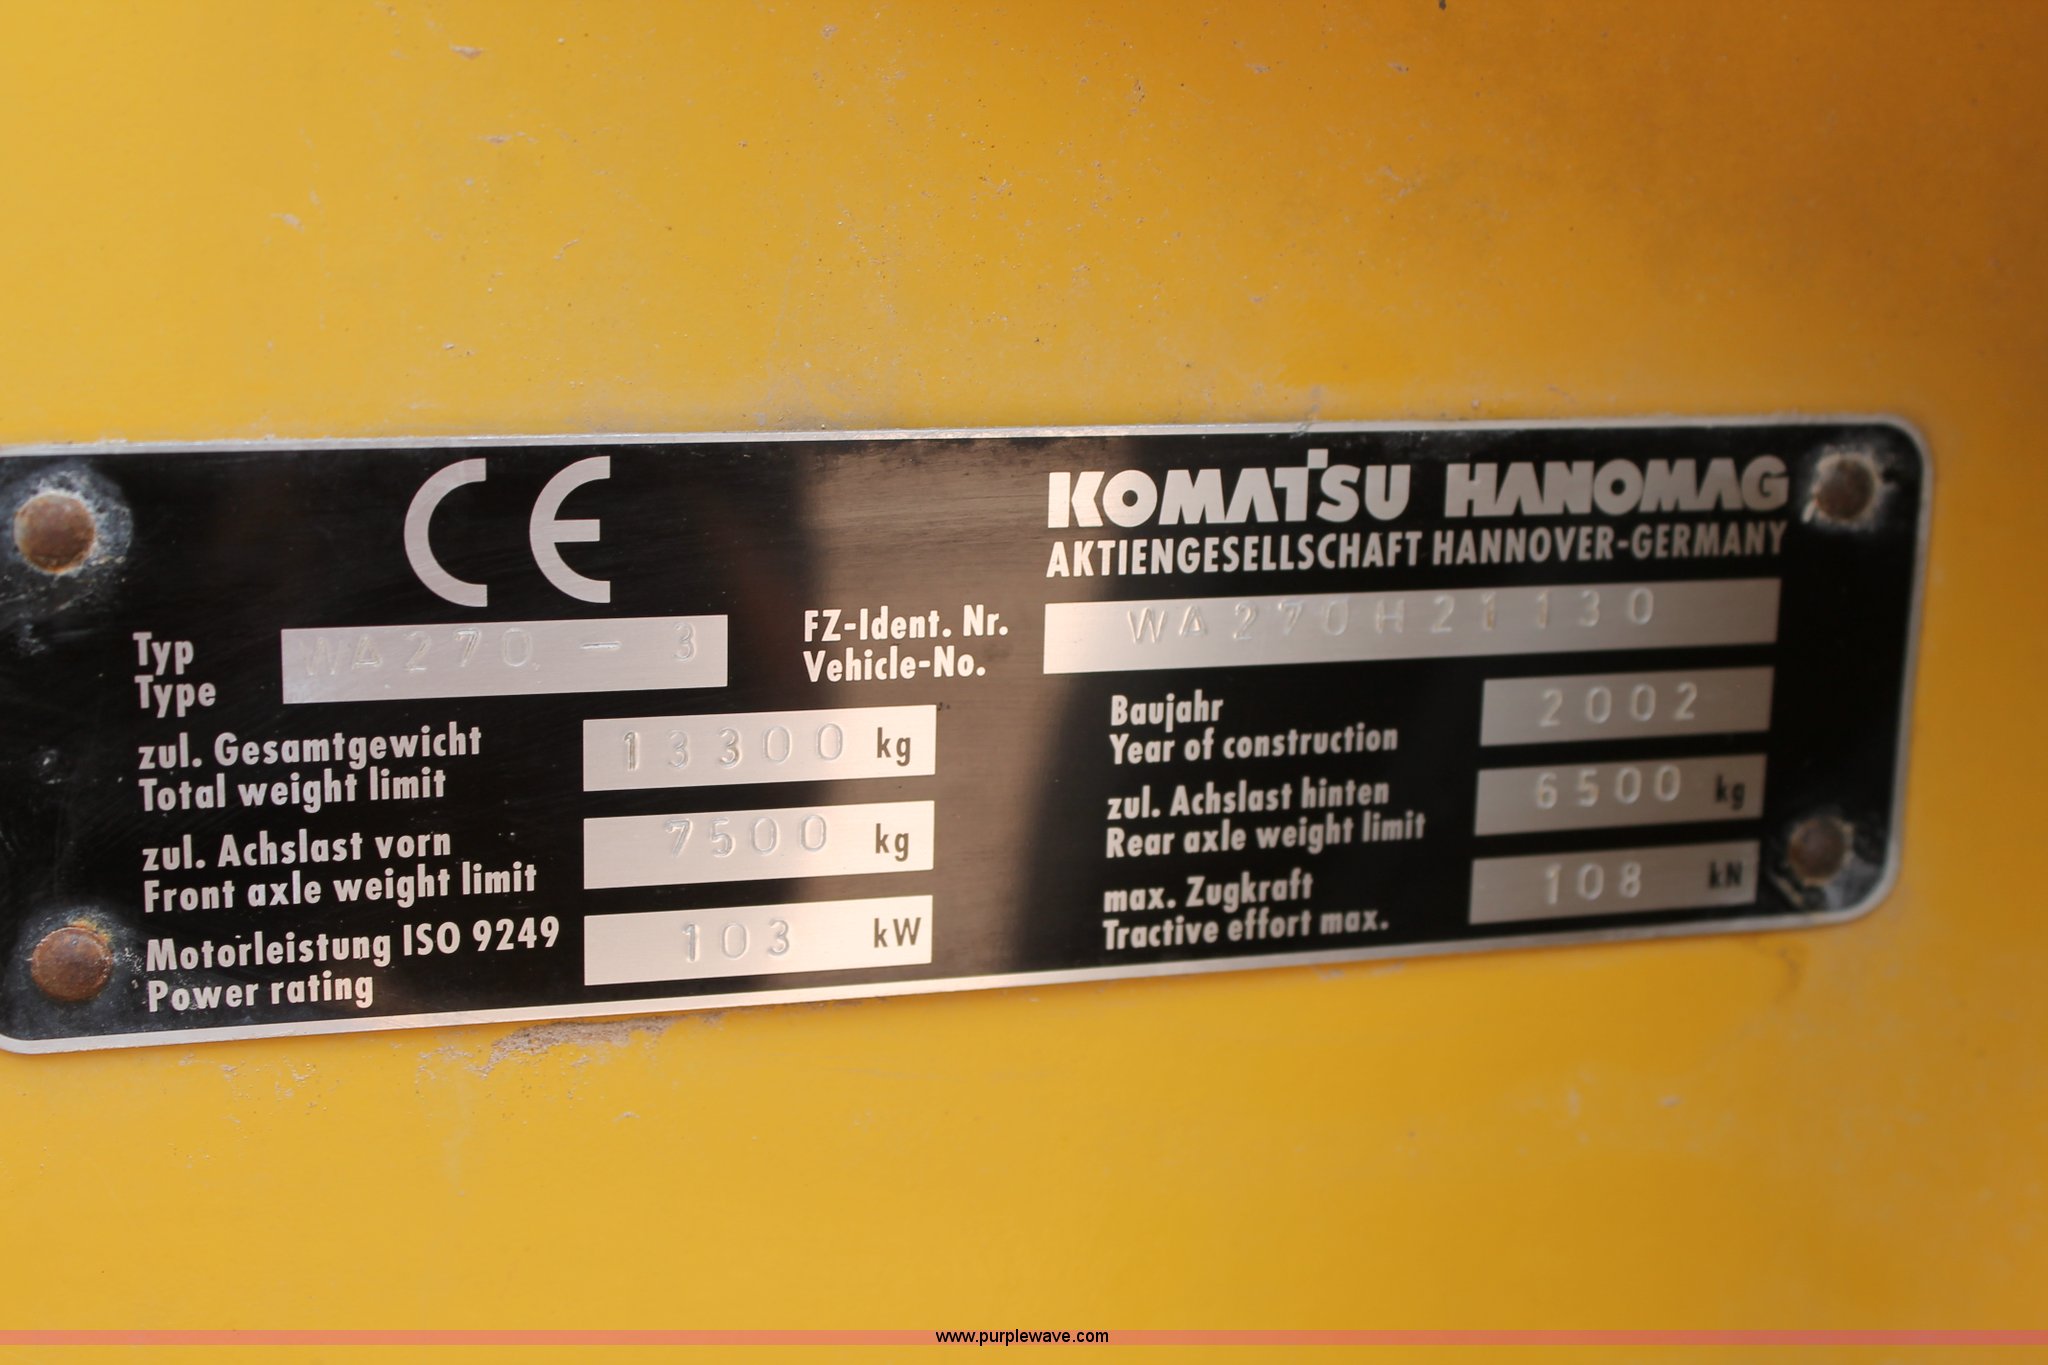 CE
KOMATSU HANOMAG
AKTIENGESELLSCHAFT HANNOVER-GERMANY
Typ
Type
WA270-3
FZ-Ident. Nr.
Vehicle-No.
WA270H21130
zul. Gesamtgewicht
Total weight limit
13300 kg
Baujahr
Year of construction
2002
zul. Achslast vorn
Front axle weight limit
7500 kg
zul. Achslast hinten
Rear axle weight limit
6500 kg
Motorleistung ISO 9249
Power rating
103 kW
max. Zugkraft
Tractive effort max.
108 kN
www.purplewave.com